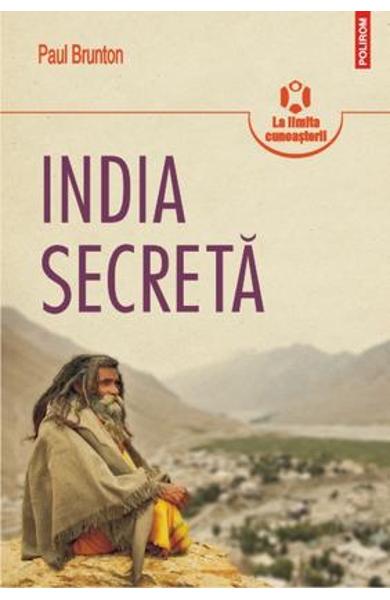 POLIROM
Paul Brunton
La limita
cunoașterii
INDIA
SECRETĂ